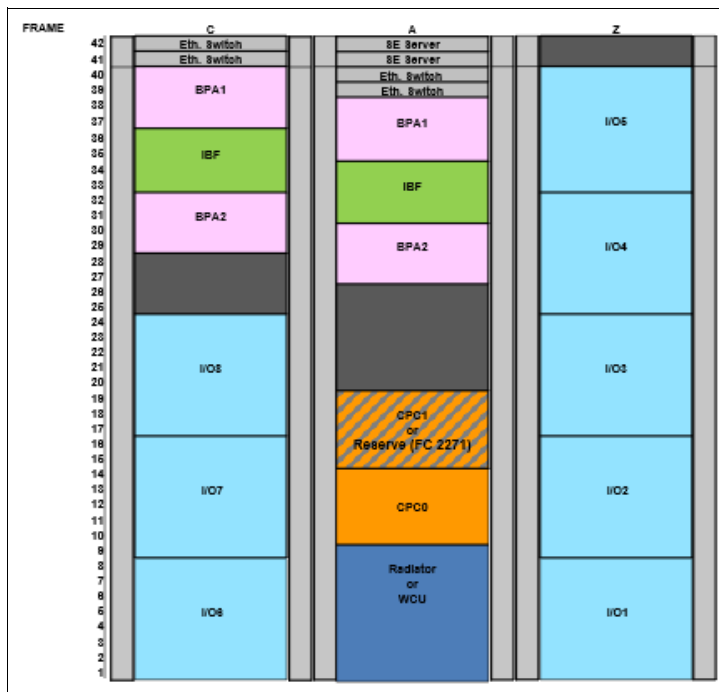 FRAME
C
A
Z
42
41
40
39
38
37
36
35
34
33
32
31
30
29
28
27
26
25
24
23
22
21
20
19
18
17
16
15
14
13
12
11
10
9
8
7
6
5
4
3
2
1
Eth. Switch
Eth. Switch
BPA1
IBF
BPA2
I/O8
I/O7
I/O6
SE Server
SE Server
Eth. Switch
Eth. Switch
BPA1
IBF
BPA2
CPC1
or
Reserve (FC 2271)
CPC0
Radiator
or
WCU
I/O5
I/O4
I/O3
I/O2
I/O1